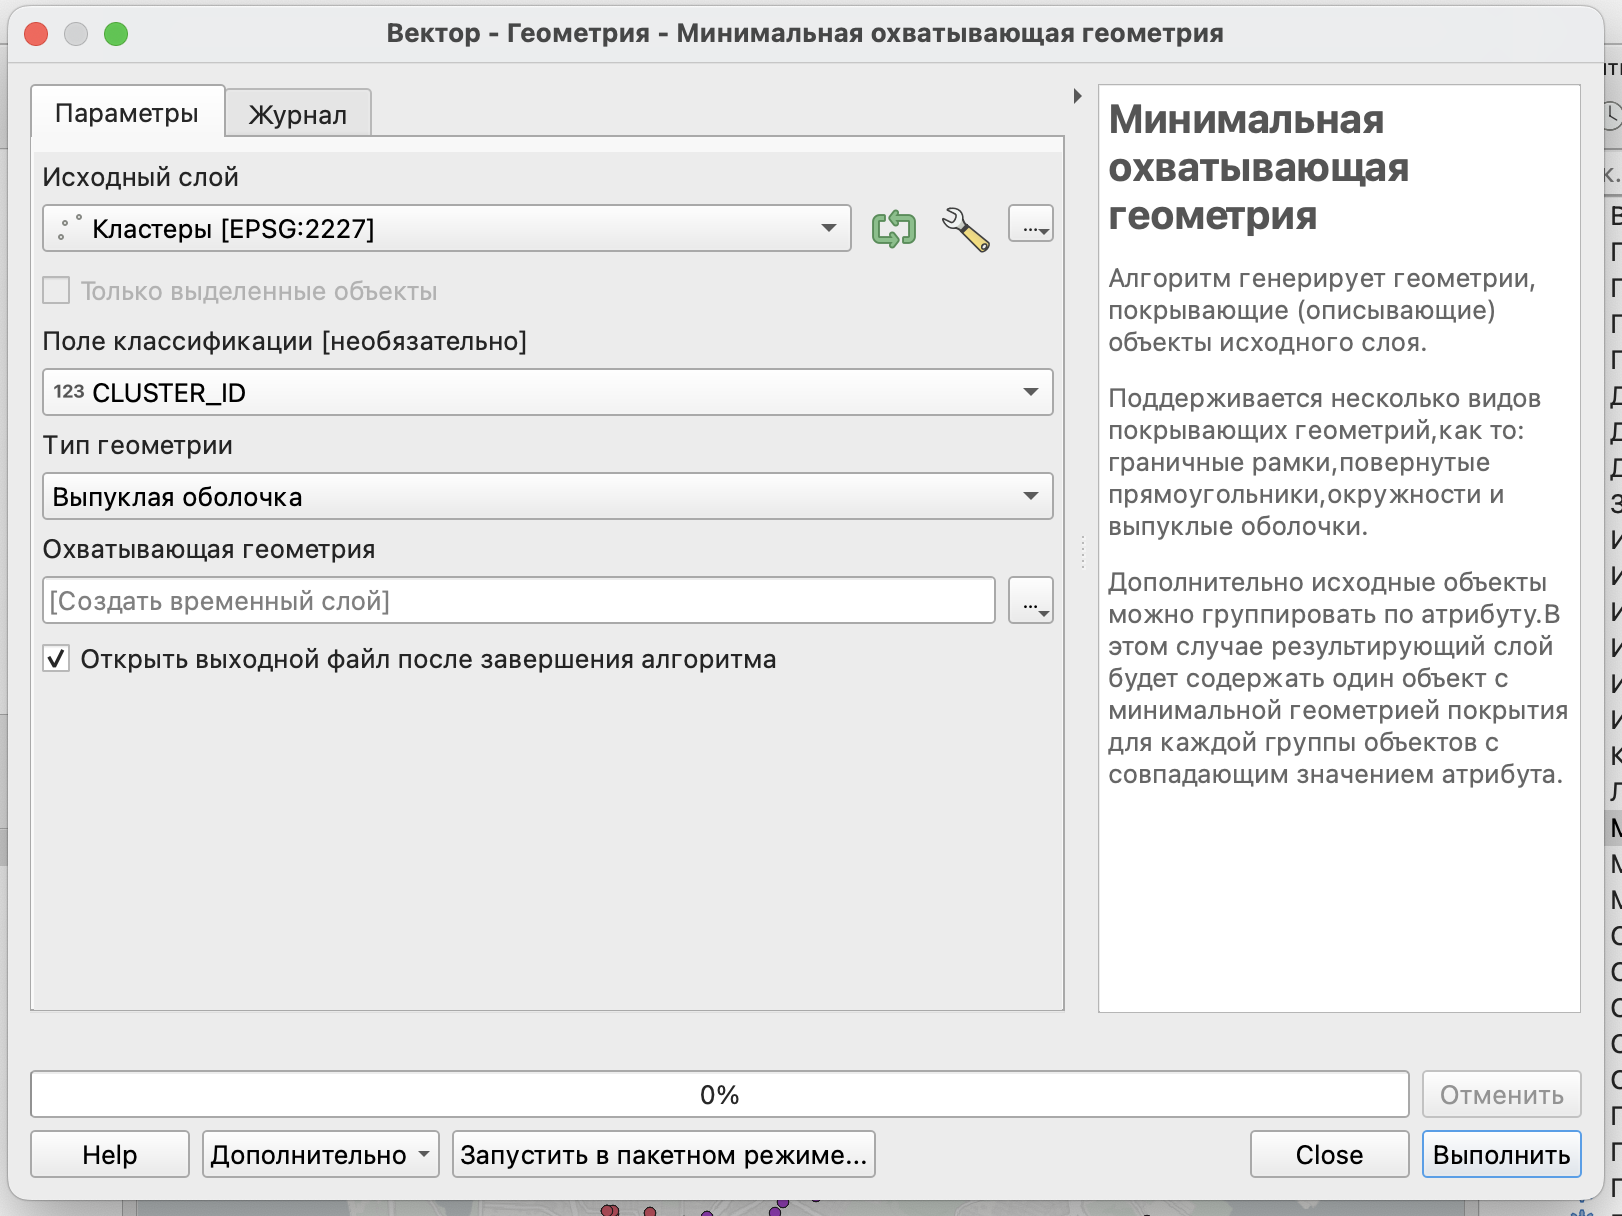 Вектор - Геометрия - Минимальная охватывающая геометрия
Параметры
Журнал
Исходный слой
Кластеры [EPSG:2227]
...
Только выделенные объекты
Поле классификации [необязательно]
123 CLUSTER_ID
Тип геометрии
Выпуклая оболочка
Охватывающая геометрия
[Создать временный слой]
...
Открыть выходной файл после завершения алгоритма
Минимальная
охватывающая
геометрия
Алгоритм генерирует геометрии,
покрывающие (описывающие)
объекты исходного слоя.
Поддерживается несколько видов
покрывающих геометрий,как то:
граничные рамки,повернутые
прямоугольники,окружности и
выпуклые оболочки.
Дополнительно исходные объекты
можно группировать по атрибуту.В
этом случае результирующий слой
будет содержать один объект с
минимальной геометрией покрытия
для каждой группы объектов с
совпадающим значением атрибута.
0%
Отменить
Help
Дополнительно
Запустить в пакетном режиме...
Close
Выполнить